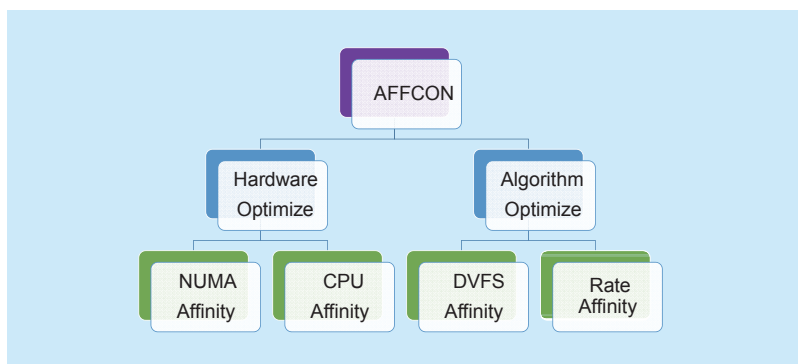 AFFCON
Hardware
Optimize
Algorithm
Optimize
NUMA
Affinity
CPU
Affinity
DVFS
Affinity
Rate
Affinity